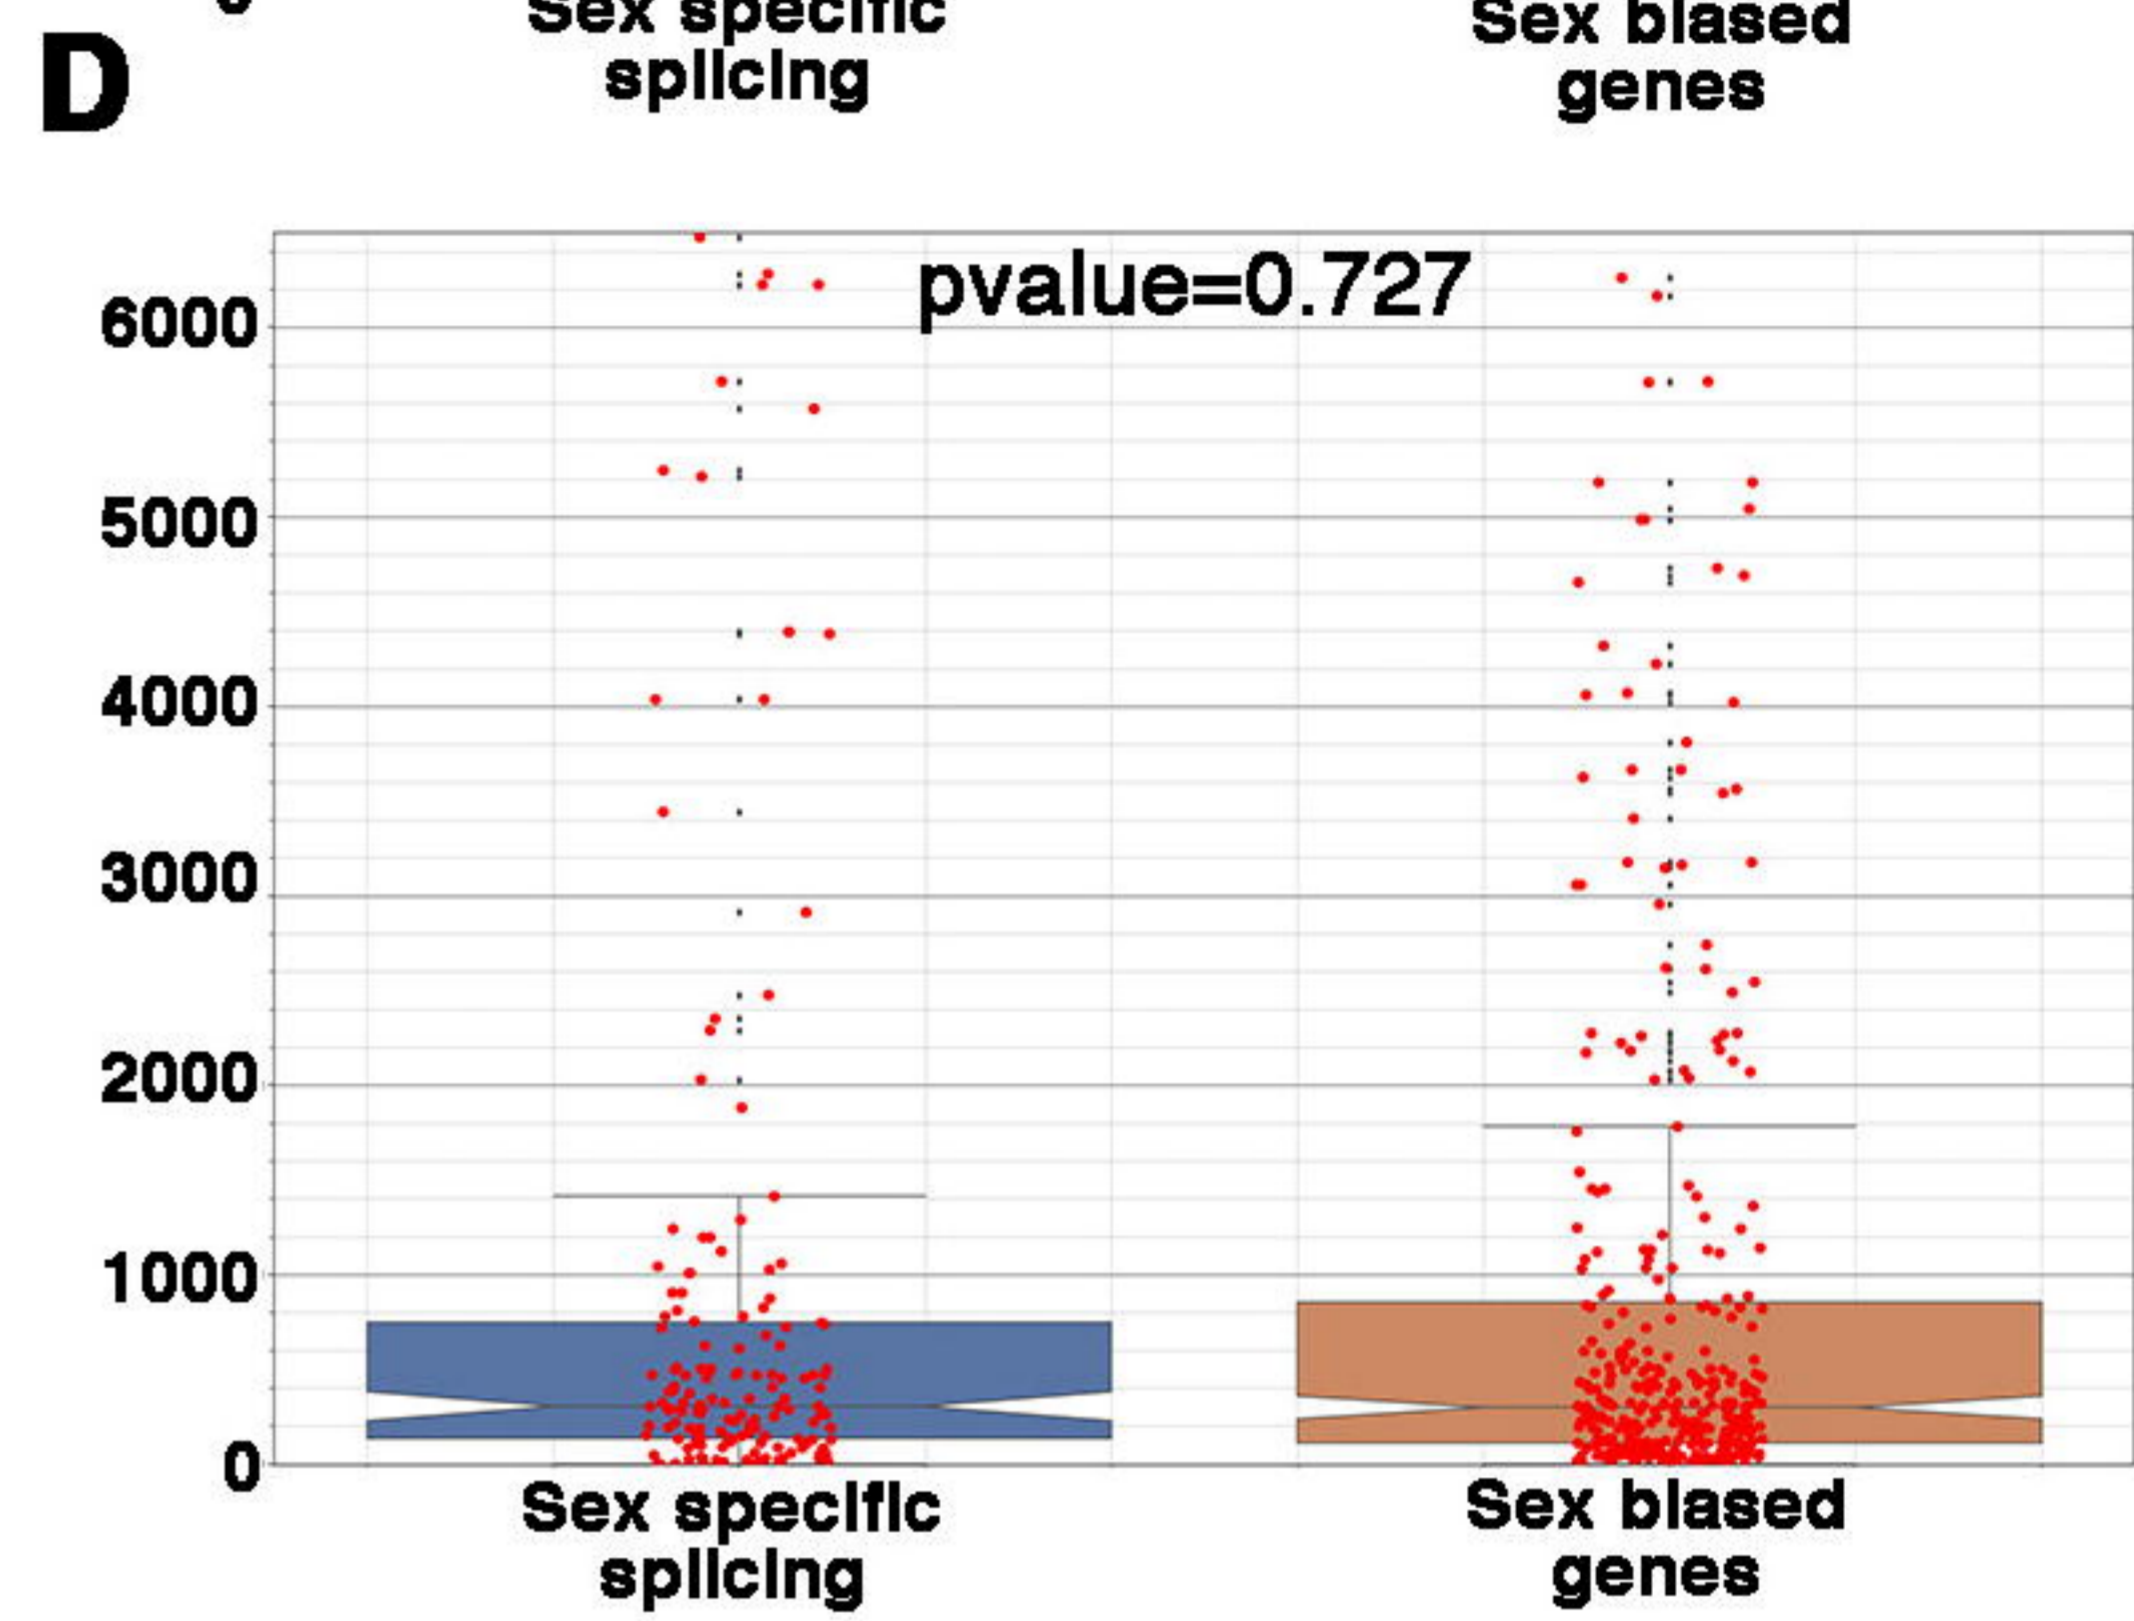 Sex specific
splicing
Sex biased
genes
D
pvalue=0.727
6000
5000
4000
3000
2000
1000
0
Sex specific
splicing
Sex biased
genes